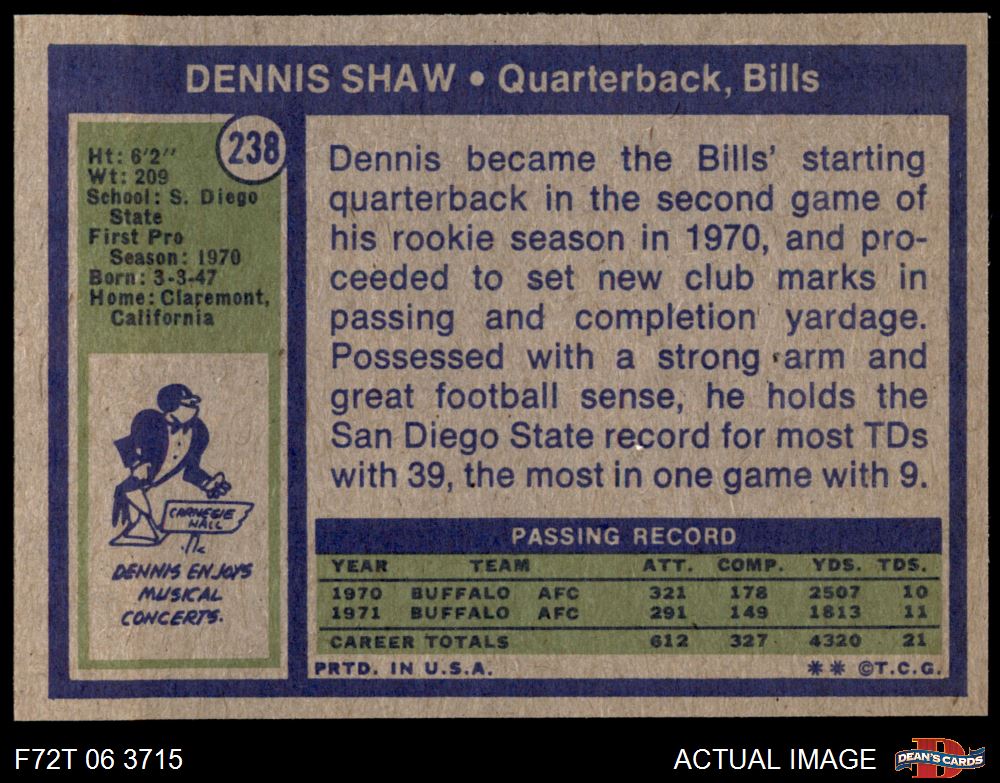 DENNIS SHAW • Quarterback, Bills
238
Ht: 6'2"
Wt: 209
School: S. Diego
State
First Pro
Season: 1970
Born: 3-3-47
Home: Claremont,
California
CARNEGIE
HALL
DENNIS ENJOYS
MUSICAL
CONCERTS.
Dennis became the Bills' starting
quarterback in the second game of
his rookie season in 1970, and pro-
ceeded to set new club marks in
passing and completion yardage.
Possessed with a strong arm and
great football sense, he holds the
San Diego State record for most TDs
with 39, the most in one game with 9.
PASSING RECORD
YEAR TEAM ATT. COMP. YDS. TDS.
1970 BUFFALO AFC 321 178 2507 10
1971 BUFFALO AFC 291 149 1813 11
CAREER TOTALS 612 327 4320 21
PRTD. IN U.S.A. ** ©T.C.G.
F72T 06 3715 ACTUAL IMAGE DEAN'S CARDS